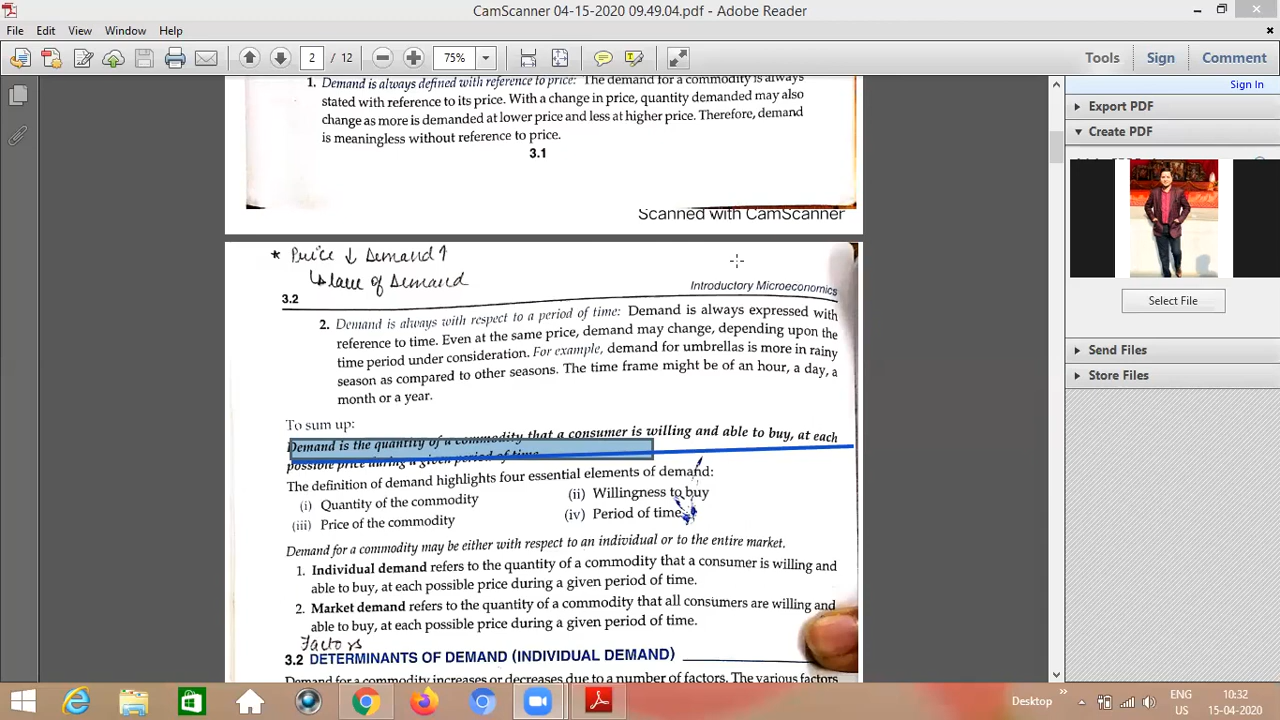 CamScanner 04-15-2020 09.49.04.pdf - Adobe Reader
File Edit View Window Help
2 / 12 75% Tools Sign Comment
Sign In
Export PDF
Create PDF
Select File
Send Files
Store Files
1. Demand is always defined with reference to price: The demand for a commodity is always
stated with reference to its price. With a change in price, quantity demanded may also
change as more is demanded at lower price and less at higher price. Therefore, demand
is meaningless without reference to price.
3.1
Scanned with CamScanner
* Price ↓ Demand ↑
↳ Law of Demand
Introductory Microeconomics
3.2
2. Demand is always with respect to a period of time: Demand is always expressed with
reference to time. Even at the same price, demand may change, depending upon the
time period under consideration. For example, demand for umbrellas is more in rainy
season as compared to other seasons. The time frame might be of an hour, a day, a
month or a year.
To sum up:
Demand is the quantity of a commodity that a consumer is willing and able to buy, at each
possible price during a given period of time.
The definition of demand highlights four essential elements of demand:
(i) Quantity of the commodity (ii) Willingness to buy
(iii) Price of the commodity (iv) Period of time
Demand for a commodity may be either with respect to an individual or to the entire market.
1. Individual demand refers to the quantity of a commodity that a consumer is willing and
able to buy, at each possible price during a given period of time.
2. Market demand refers to the quantity of a commodity that all consumers are willing and
able to buy, at each possible price during a given period of time.
Factors
3.2 DETERMINANTS OF DEMAND (INDIVIDUAL DEMAND)
Demand for a commodity increases or decreases due to a number of factors. The various factors
Desktop
ENG
US
10:32
15-04-2020